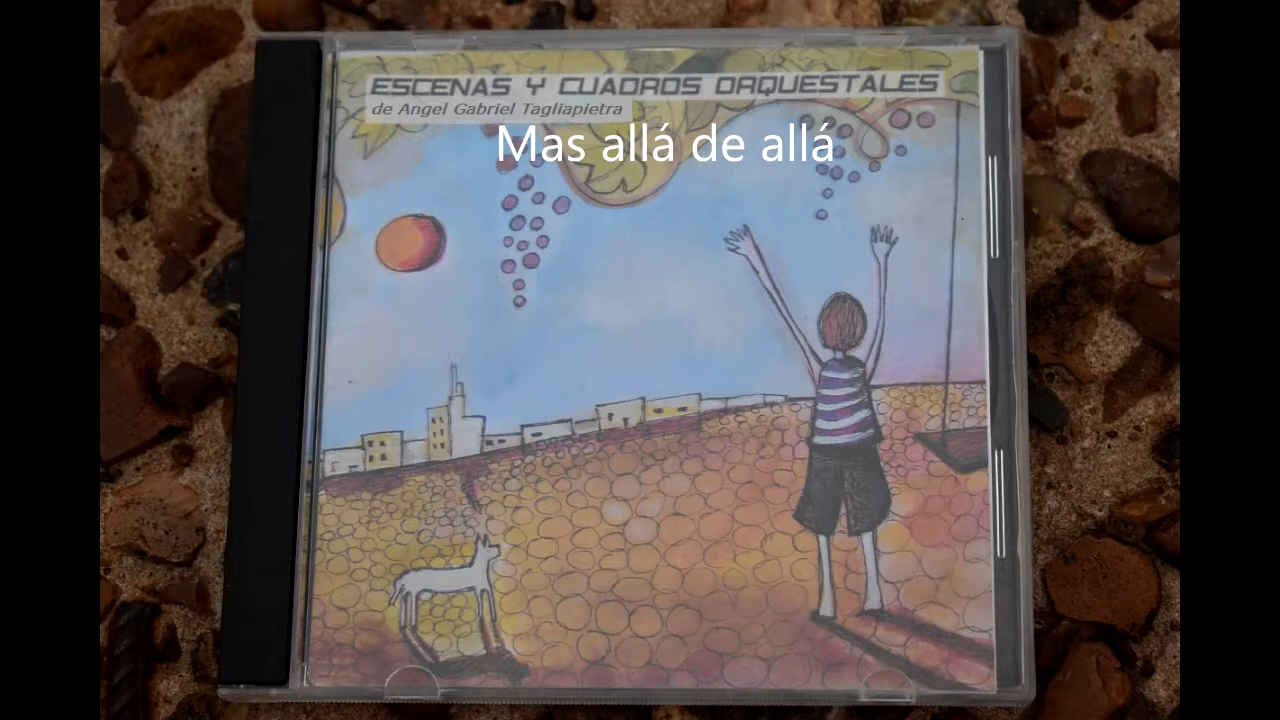 ESCENAS Y CUADROS ORQUESTALES
de Angel Gabriel Tagliapietra
Mas allá de allá